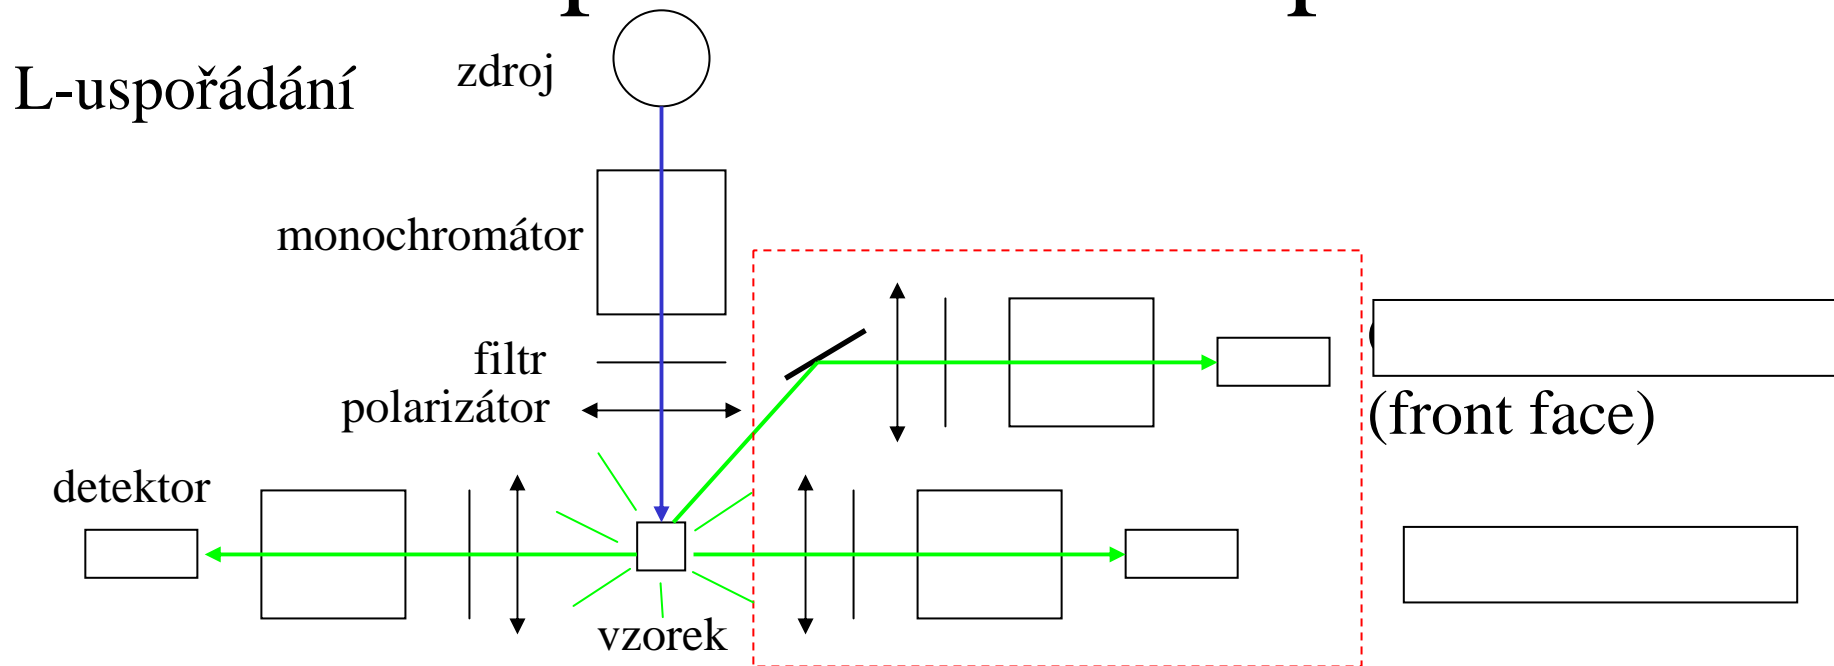 L-uspořádání
zdroj
monochromátor
filtr
polarizátor
(front face)
detektor
vzorek